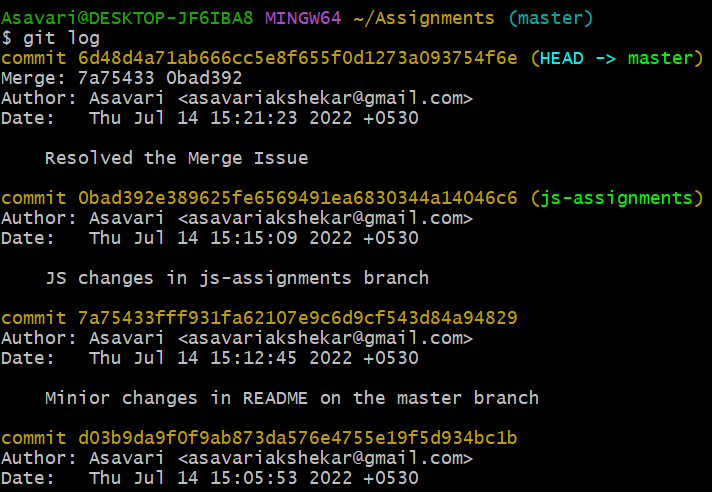 Asavari@DESKTOP-JF6IBA8 MINGW64 ~/Assignments (master)
$ git log
commit 6d48d4a71ab666cc5e8f655f0d1273a093754f6e (HEAD -> master)
Merge: 7a75433 0bad392
Author: Asavari <asavariakshekar@gmail.com>
Date:   Thu Jul 14 15:21:23 2022 +0530
    Resolved the Merge Issue
commit 0bad392e389625fe6569491ea6830344a14046c6 (js-assignments)
Author: Asavari <asavariakshekar@gmail.com>
Date:   Thu Jul 14 15:15:09 2022 +0530
    JS changes in js-assignments branch
commit 7a75433fff931fa62107e9c6d9cf543d84a94829
Author: Asavari <asavariakshekar@gmail.com>
Date:   Thu Jul 14 15:12:45 2022 +0530
    Minior changes in README on the master branch
commit d03b9da9f0f9ab873da576e4755e19f5d934bc1b
Author: Asavari <asavariakshekar@gmail.com>
Date:   Thu Jul 14 15:05:53 2022 +0530